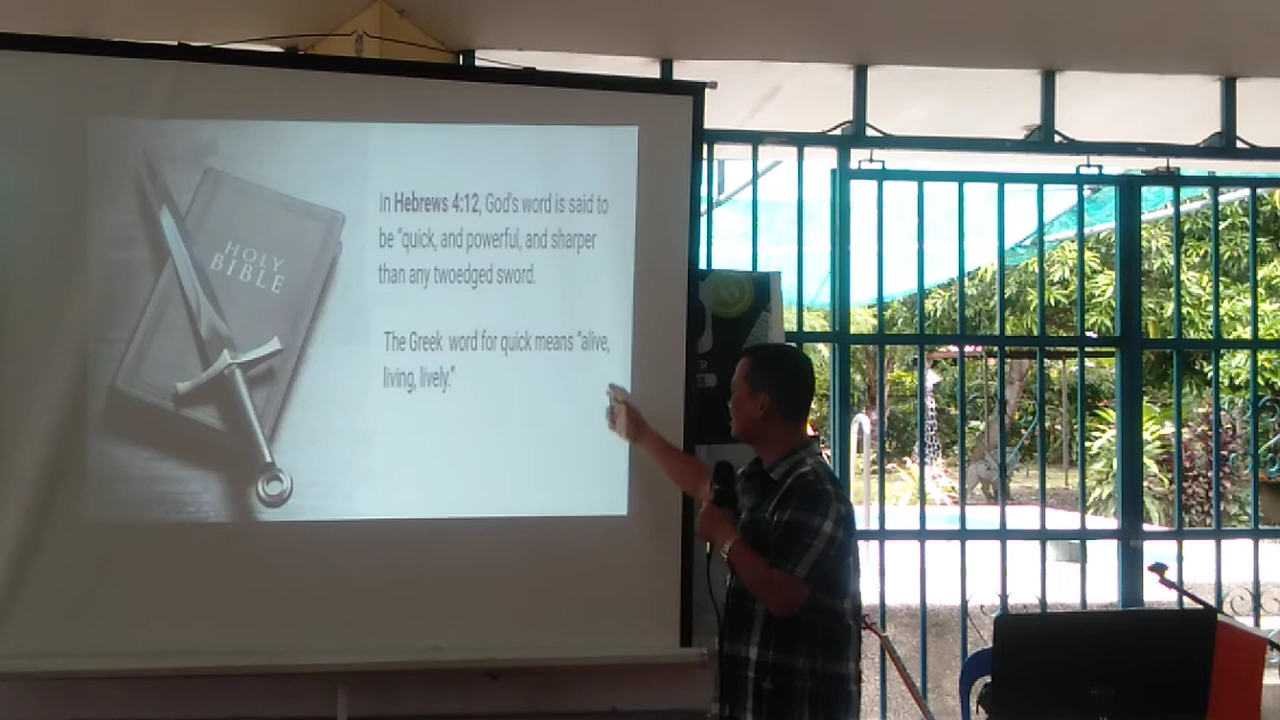 HOLY
BIBLE
In Hebrews 4:12, God's word is said to
be "quick, and powerful, and sharper
than any twoedged sword.
The Greek word for quick means "alive,
living, lively."